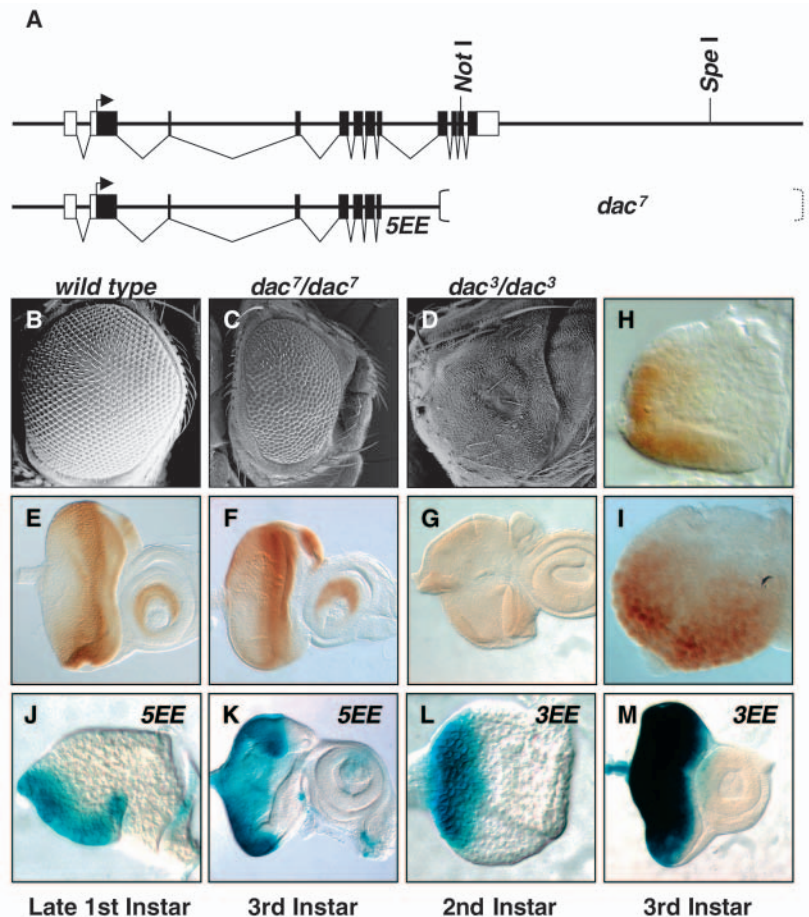 A
Not I
Spe I
5EE
dac7
wild type
dac7/dac7
dac3/dac3
B
C
D
H
E
F
G
I
J 5EE
K 5EE
L 3EE
M 3EE
Late 1st Instar
3rd Instar
2nd Instar
3rd Instar